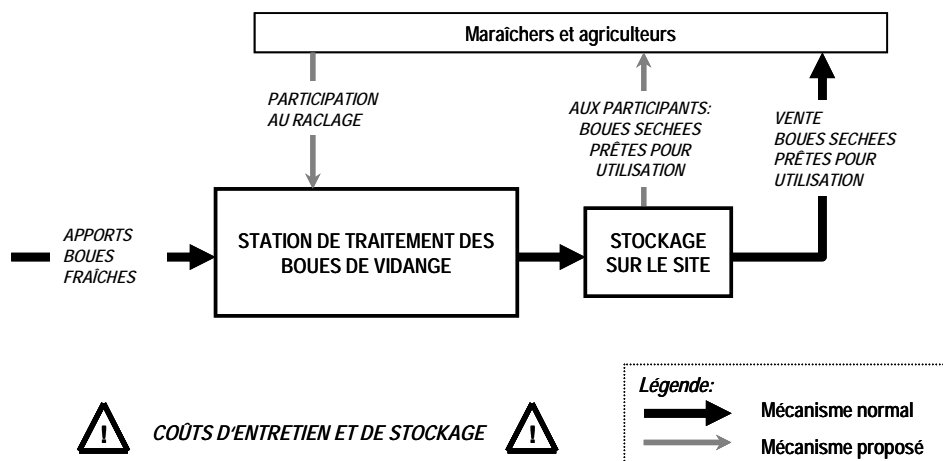 Maraîchers et agriculteurs
PARTICIPATION
AU RACLAGE
AUX PARTICIPANTS:
BOUES SECHEES
PRÊTES POUR
UTILISATION
VENTE
BOUES SECHEES
PRÊTES POUR
UTILISATION
APPORTS
BOUES
FRAÎCHES
STATION DE TRAITEMENT DES
BOUES DE VIDANGE
STOCKAGE
SUR LE SITE
! COÛTS D'ENTRETIEN ET DE STOCKAGE !
Légende:
Mécanisme normal
Mécanisme proposé